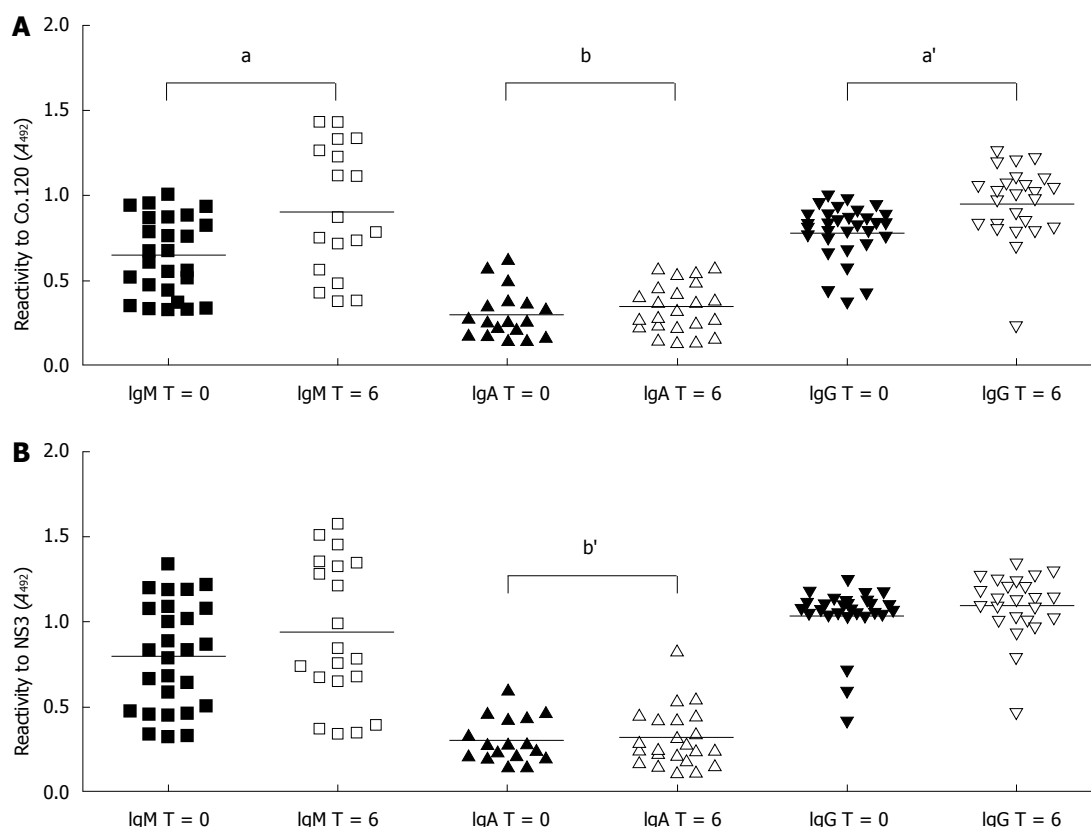 A
2.0
a
b
a'
1.5
1.0
0.5
0.0
Reactivity to Co.120 (A492)
IgM T = 0
IgM T = 6
IgA T = 0
IgA T = 6
IgG T = 0
IgG T = 6
B
2.0
1.5
b'
1.0
0.5
0.0
Reactivity to NS3 (A492)
IgM T = 0
IgM T = 6
IgA T = 0
IgA T = 6
IgG T = 0
IgG T = 6